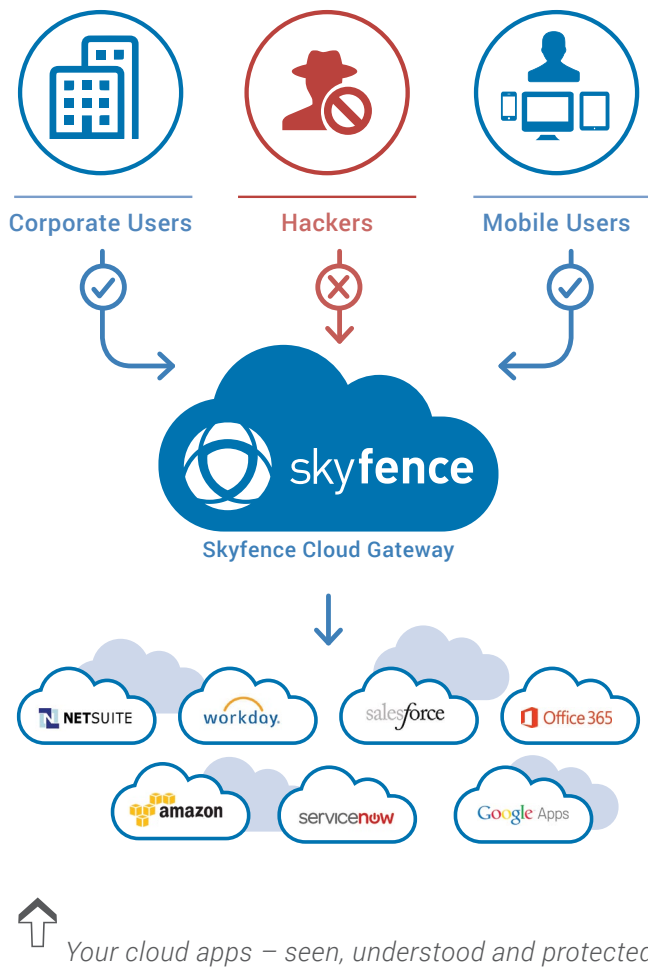 Corporate Users
Hackers
Mobile Users
skyfence
Skyfence Cloud Gateway
NETSUITE
workday.
salesforce
Office 365
amazon
servicenow
Google Apps
Your cloud apps – seen, understood and protected